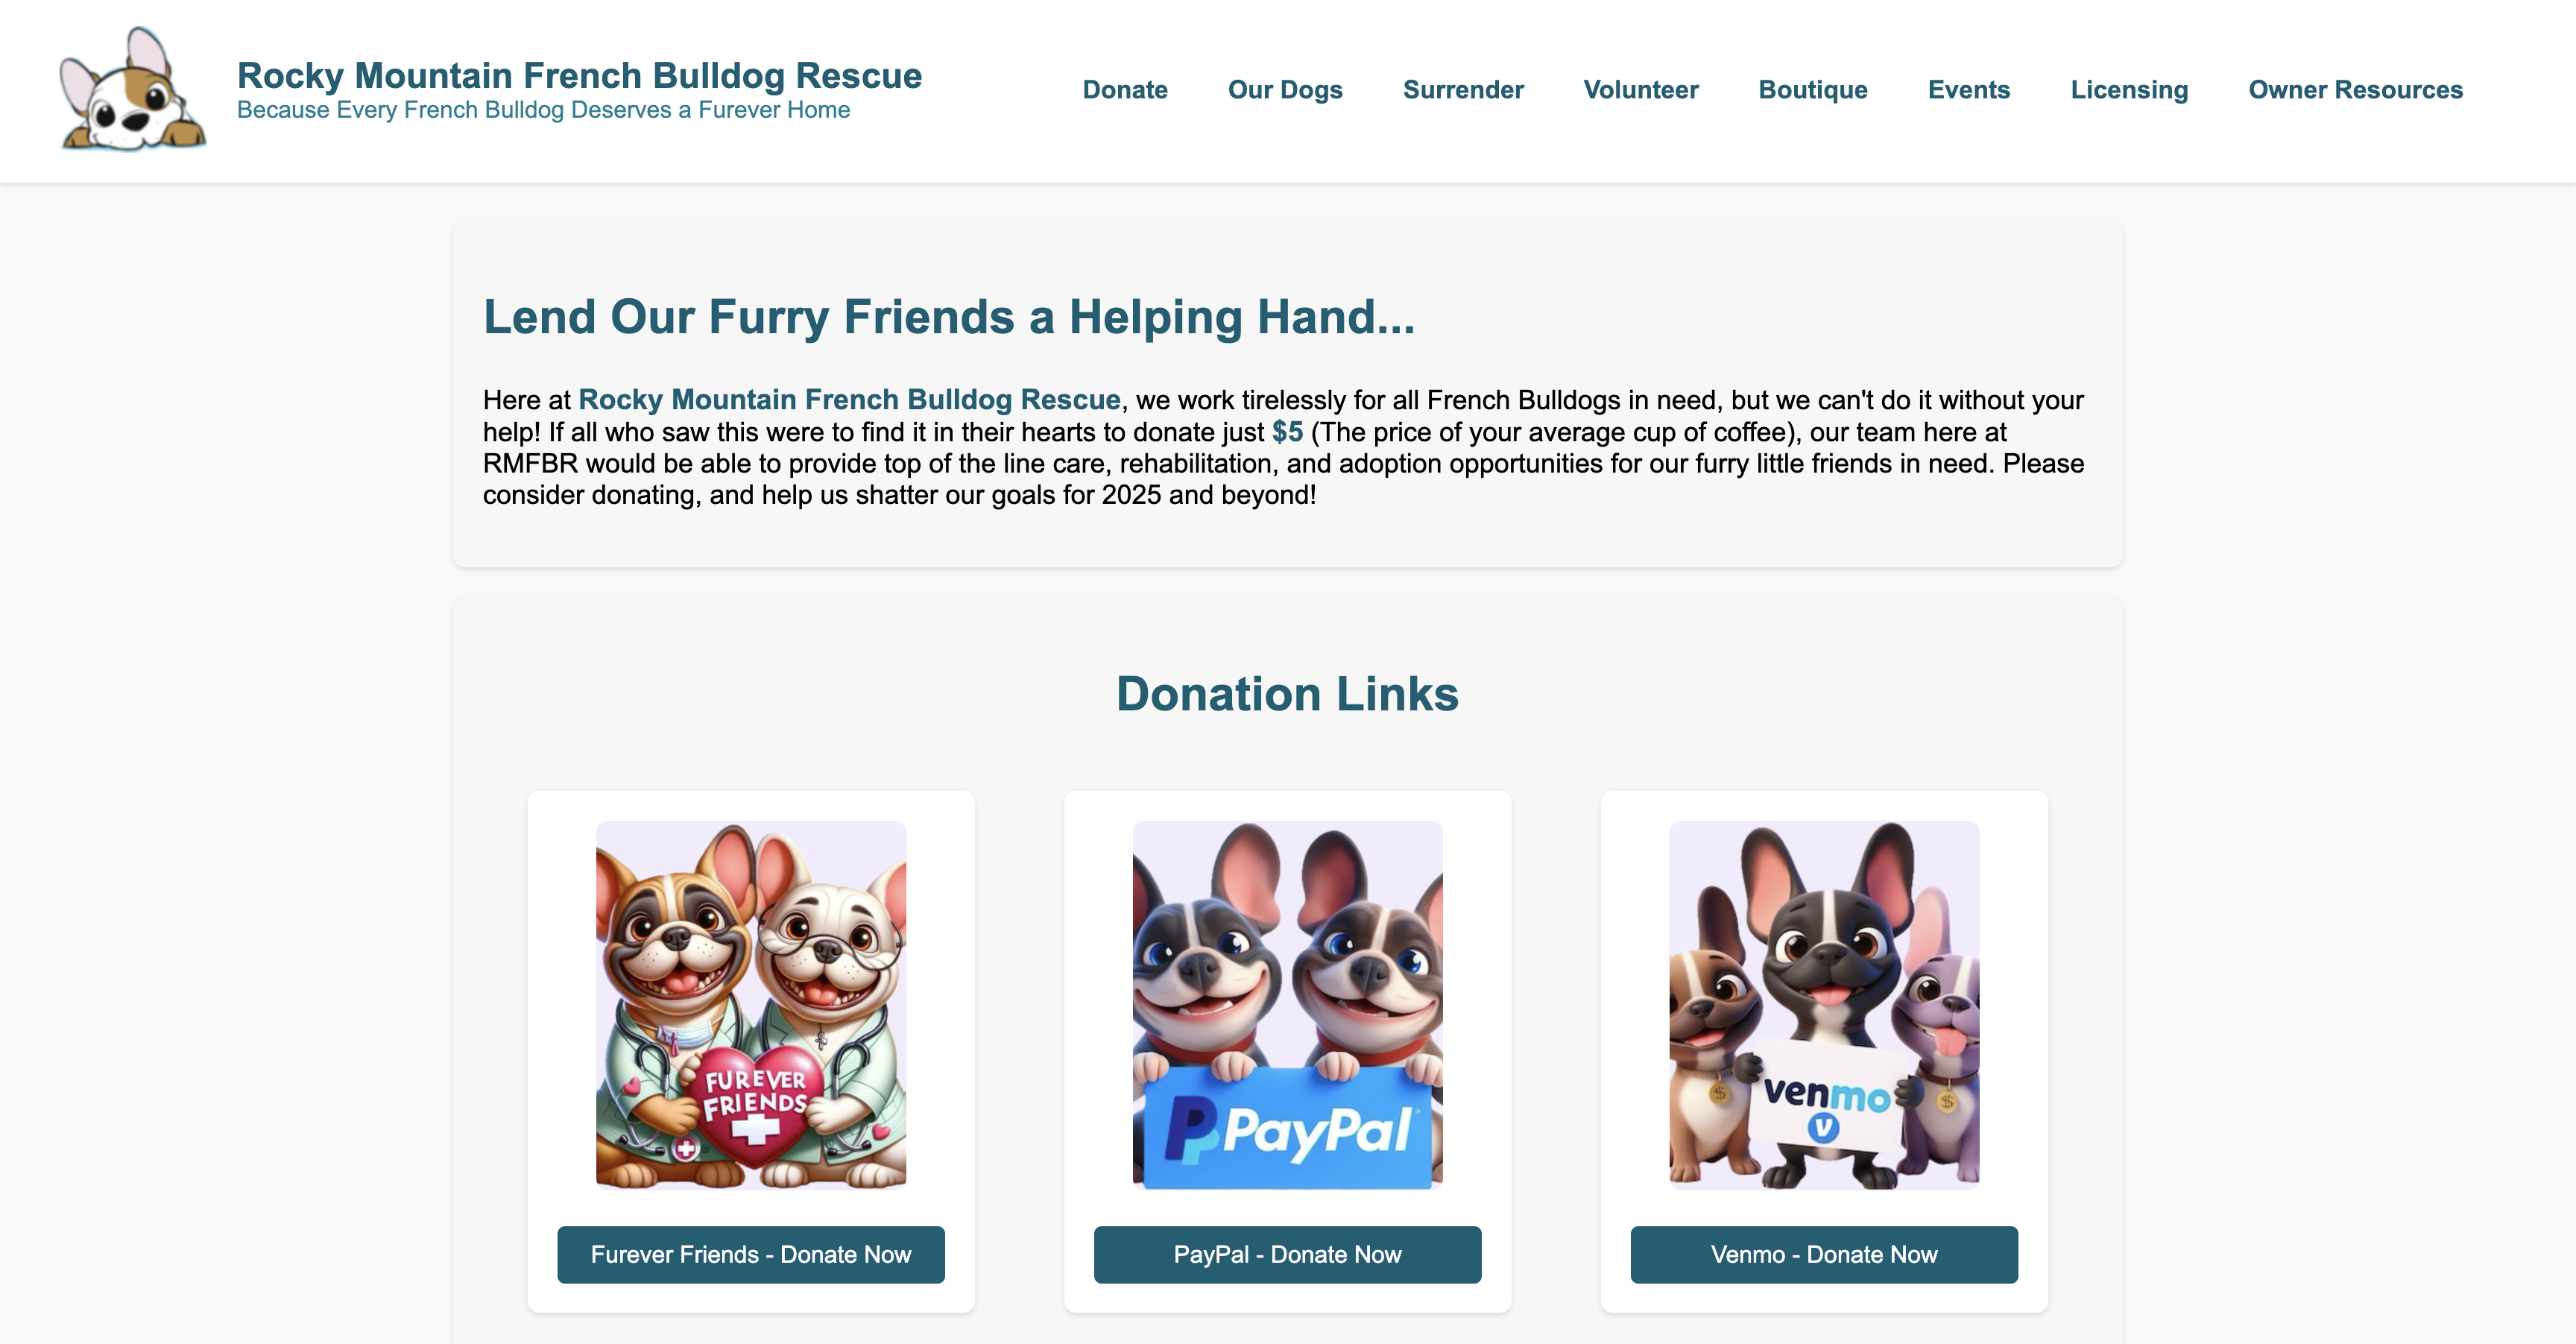 Rocky Mountain French Bulldog Rescue
Because Every French Bulldog Deserves a Furever Home
Donate
Our Dogs
Surrender
Volunteer
Boutique
Events
Licensing
Owner Resources
Lend Our Furry Friends a Helping Hand...
Here at Rocky Mountain French Bulldog Rescue, we work tirelessly for all French Bulldogs in need, but we can't do it without your
help! If all who saw this were to find it in their hearts to donate just $5 (The price of your average cup of coffee), our team here at
RMFBR would be able to provide top of the line care, rehabilitation, and adoption opportunities for our furry little friends in need. Please
consider donating, and help us shatter our goals for 2025 and beyond!
Donation Links
FUREVER
FRIENDS
PayPal
$
venmo
V
$
Furever Friends - Donate Now
PayPal - Donate Now
Venmo - Donate Now